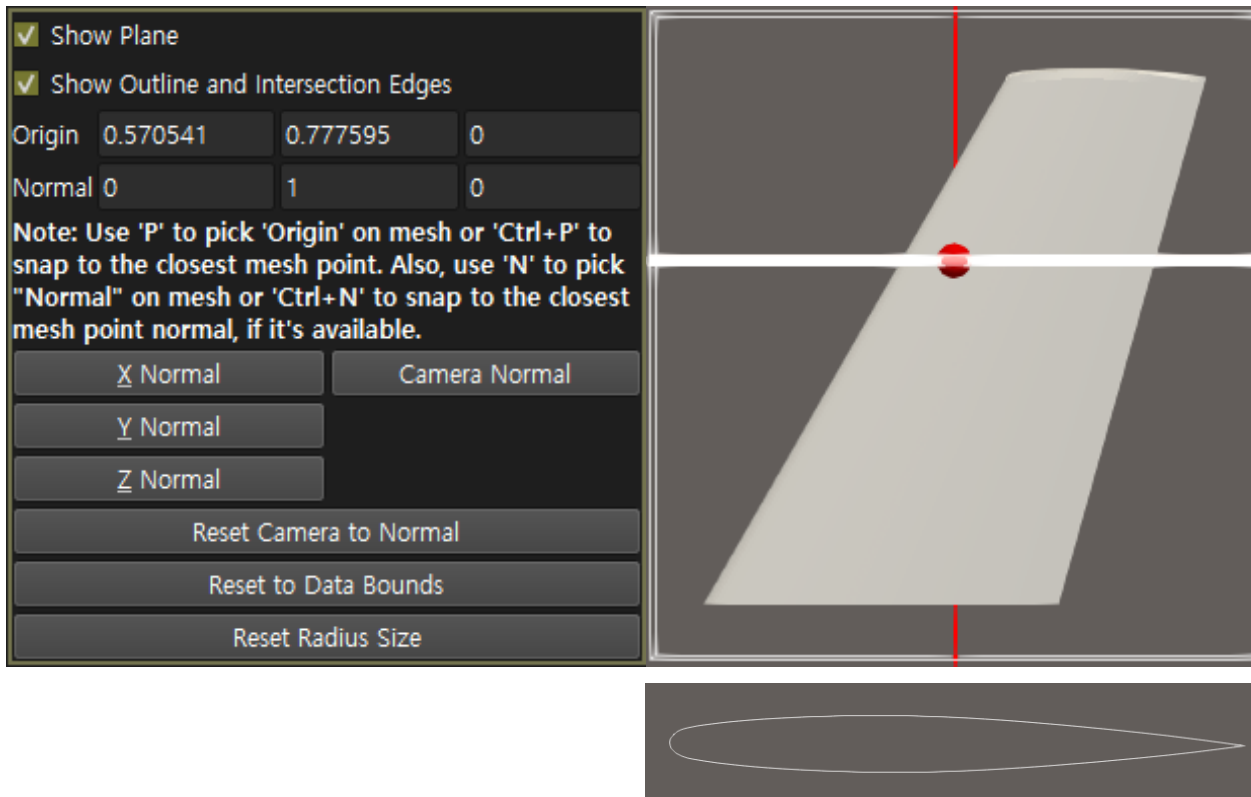 Show Plane
Show Outline and Intersection Edges
Origin 0.570541 0.777595 0
Normal 0 1 0
Note: Use 'P' to pick 'Origin' on mesh or 'Ctrl+P' to
snap to the closest mesh point. Also, use 'N' to pick
"Normal" on mesh or 'Ctrl+N' to snap to the closest
mesh point normal, if it's available.
X Normal Camera Normal
Y Normal
Z Normal
Reset Camera to Normal
Reset to Data Bounds
Reset Radius Size